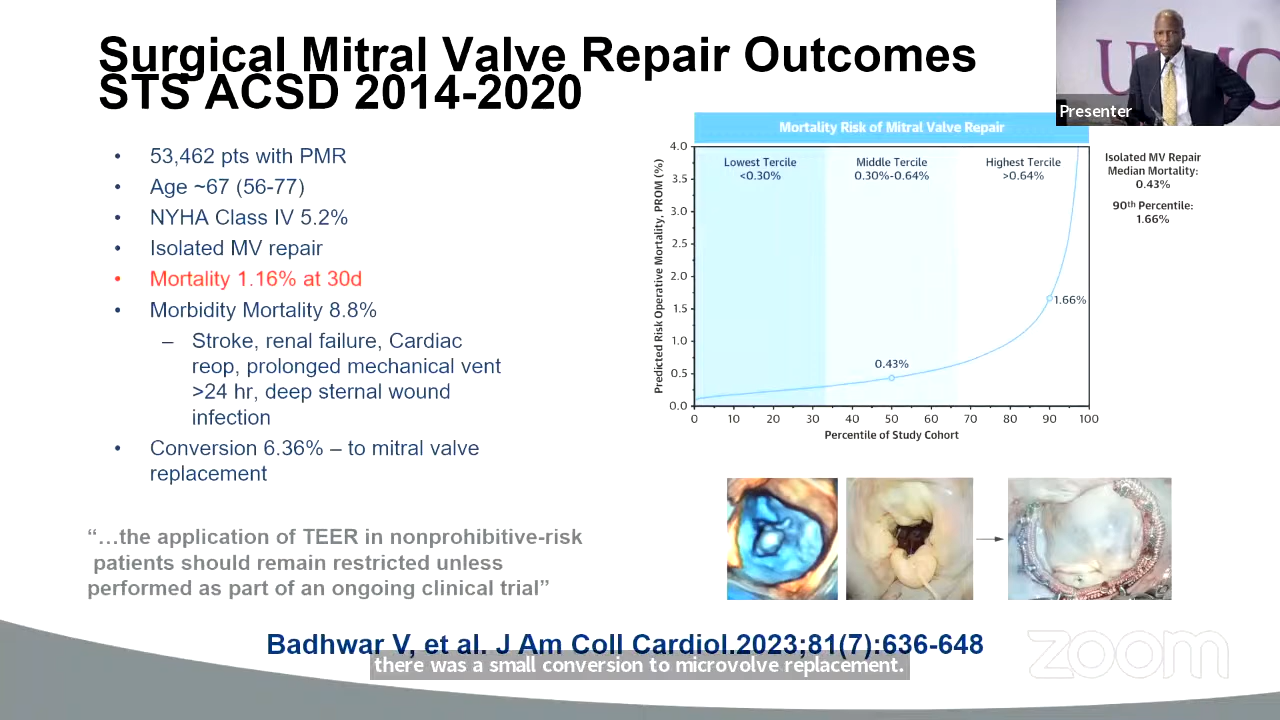 Surgical Mitral Valve Repair Outcomes
STS ACSD 2014-2020
Presenter
• 53,462 pts with PMR
• Age ~67 (56-77)
• NYHA Class IV 5.2%
• Isolated MV repair
• Mortality 1.16% at 30d
• Morbidity Mortality 8.8%
– Stroke, renal failure, Cardiac
reop, prolonged mechanical vent
>24 hr, deep sternal wound
infection
• Conversion 6.36% – to mitral valve
replacement
“…the application of TEER in nonprohibitive-risk
patients should remain restricted unless
performed as part of an ongoing clinical trial”
Mortality Risk of Mitral Valve Repair
Predicted Risk Operative Mortality, PROM (%)
4.0
3.5
3.0
2.5
2.0
1.5
1.0
0.5
0.0
Lowest Tercile
<0.30%
Middle Tercile
0.30%-0.64%
Highest Tercile
>0.64%
0.43%
1.66%
0 10 20 30 40 50 60 70 80 90 100
Percentile of Study Cohort
Isolated MV Repair
Median Mortality:
0.43%
90th Percentile:
1.66%
Badhwar V, et al. J Am Coll Cardiol.2023;81(7):636-648
there was a small conversion to microvolve replacement.
zoom